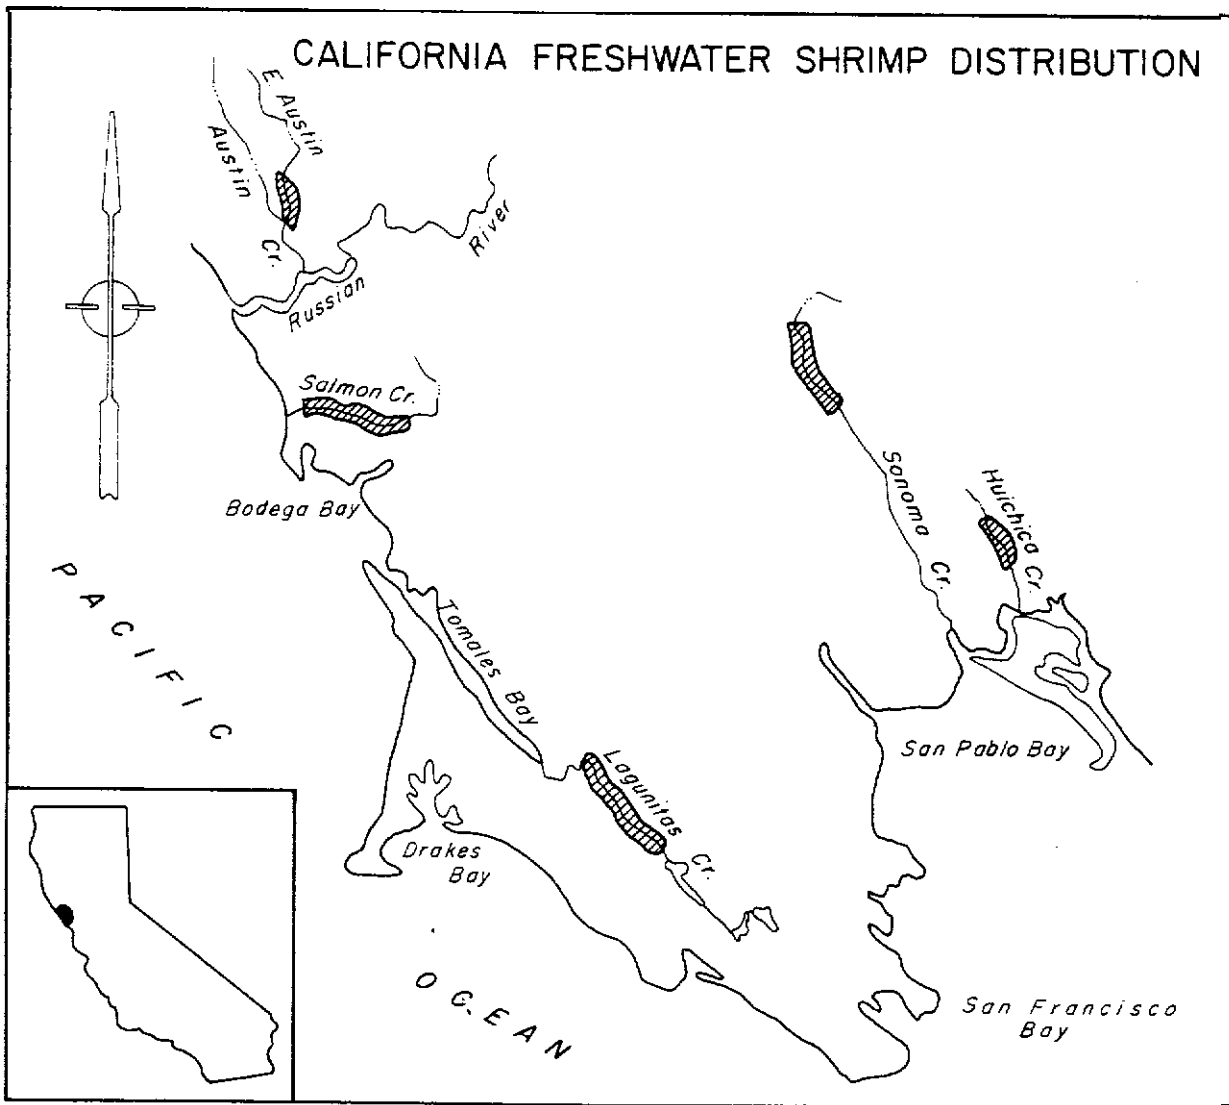 CALIFORNIA FRESHWATER SHRIMP DISTRIBUTION
E. Austin
Austin
Cr.
River
Russian
Salmon Cr.
Bodega Bay
Sonoma Cr.
Huichica Cr.
PACIFIC
Tomales Bay
San Pablo Bay
Lagunitas Cr.
Drakes
Bay
OCEAN
San Francisco
Bay